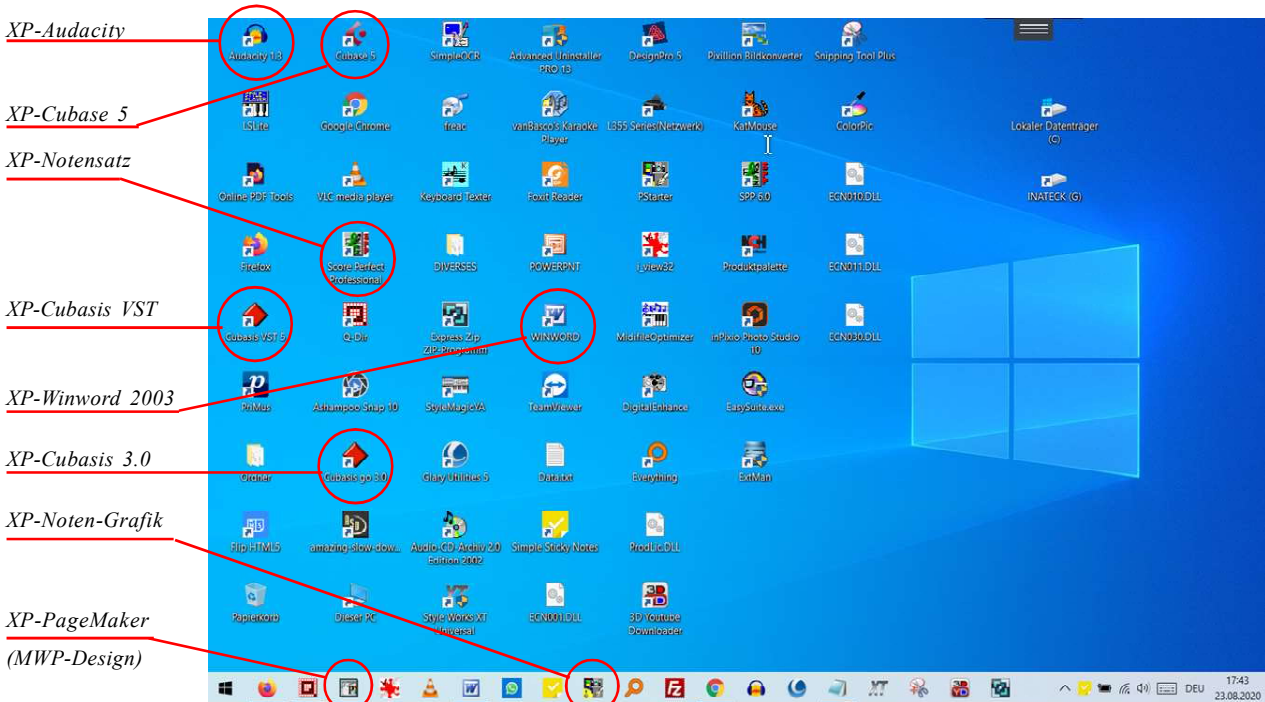 XP-Audacity
XP-Cubase 5
XP-Notensatz
XP-Cubasis VST
XP-Winword 2003
XP-Cubasis 3.0
XP-Noten-Grafik
XP-PageMaker
(MWP-Design)
Audacity 1.3
Cubase 5
SimpleOCR
Advanced Uninstaller
PRO 13
DesignPro 5
Pixillion Bildkonverter
Snipping Tool Plus
LSLite
Google Chrome
freac
vanBasco's Karaoke
Player
L355 Series(Netzwerk)
KatMouse
ColorPic
Lokaler Datenträger
(C)
Online PDF Tools
VLC media player
Keyboard Texter
Foxit Reader
PStarter
SPP 6.0
ECN010.DLL
INATECK (G)
Firefox
Score Perfect
Professional
DIVERSES
POWERPNT
i_view32
Produktpalette
ECN011.DLL
Cubasis VST 5
Q-Dir
Express Zip
ZIP-Programm
WINWORD
MidifileOptimizer
inPixio Photo Studio
10
ECN030.DLL
PriMus
Ashampoo Snap 10
StyleMagicYA
TeamViewer
DigitalEnhance
EasySuite.exe
Ordner
Cubasis go 3.0
Glary Utilities 5
Data.txt
Everything
ExtMan
Flip HTML5
amazing-slow-dow...
Audio-CD-Archiv 2.0
Edition 2002
Simple Sticky Notes
ProdLic.DLL
Papierkorb
Dieser PC
Style Works XT
Universal
ECN001.DLL
3D Youtube
Downloader
DEU
17:43
23.08.2020